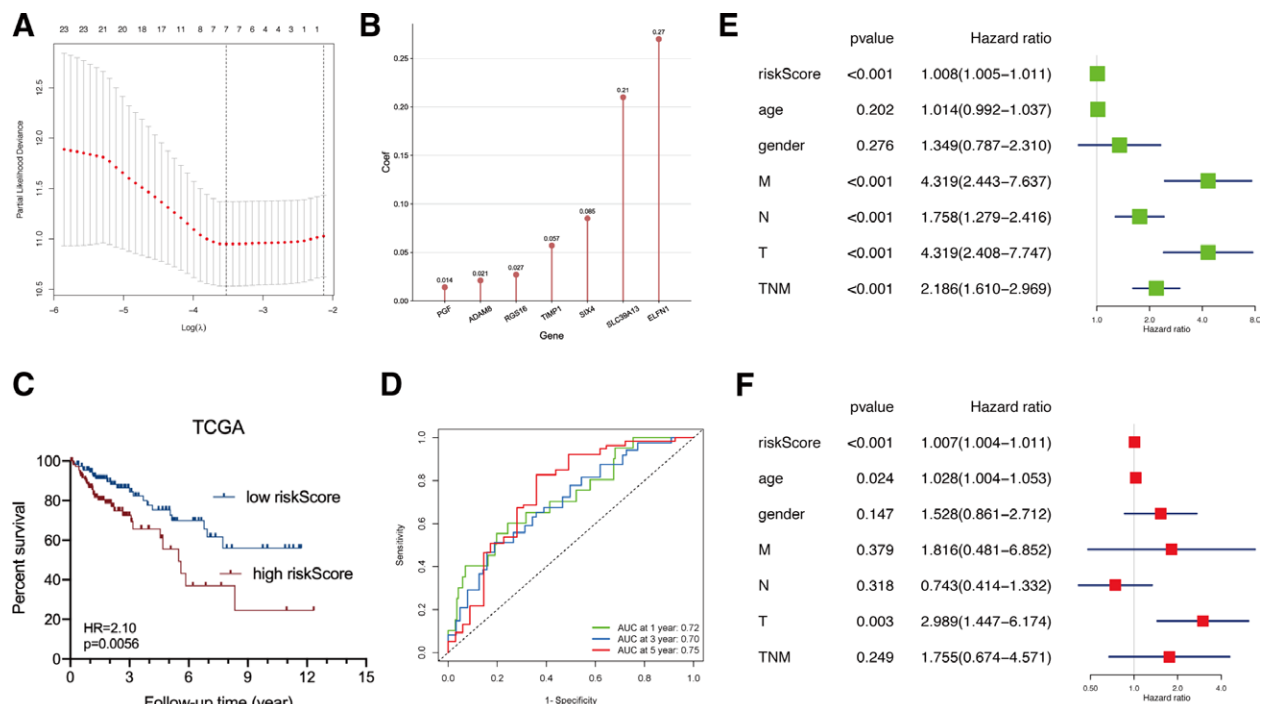 A
23 23 21 20 18 17 11 8 7 7 7 6 4 4 3 1 1
Partial Likelihood Deviance
12.5
12.0
11.5
11.0
10.5
−6 −5 −4 −3 −2
Log(λ)
B
Coef
0.25
0.20
0.15
0.10
0.05
0.00
0.014
0.021
0.027
0.057
0.085
0.21
0.27
PGF ADAM8 RGS16 TIMP1 SIX4 SLC39A13 ELFN1
Gene
C
TCGA
Percent survival
100
80
60
40
20
0
low riskScore
high riskScore
HR=2.10
p=0.0056
0 3 6 9 12 15
Follow-up time (year)
D
Sensitivity
1.0
0.8
0.6
0.4
0.2
0.0
AUC at 1 year: 0.72
AUC at 3 year: 0.70
AUC at 5 year: 0.75
0.0 0.2 0.4 0.6 0.8 1.0
1- Specificity
E
pvalue Hazard ratio
riskScore <0.001 1.008(1.005−1.011)
age 0.202 1.014(0.992−1.037)
gender 0.276 1.349(0.787−2.310)
M <0.001 4.319(2.443−7.637)
N <0.001 1.758(1.279−2.416)
T <0.001 4.319(2.408−7.747)
TNM <0.001 2.186(1.610−2.969)
1.0 2.0 4.0 8.0
Hazard ratio
F
pvalue Hazard ratio
riskScore <0.001 1.007(1.004−1.011)
age 0.024 1.028(1.004−1.053)
gender 0.147 1.528(0.861−2.712)
M 0.379 1.816(0.481−6.852)
N 0.318 0.743(0.414−1.332)
T 0.003 2.989(1.447−6.174)
TNM 0.249 1.755(0.674−4.571)
0.50 1.0 2.0 4.0
Hazard ratio